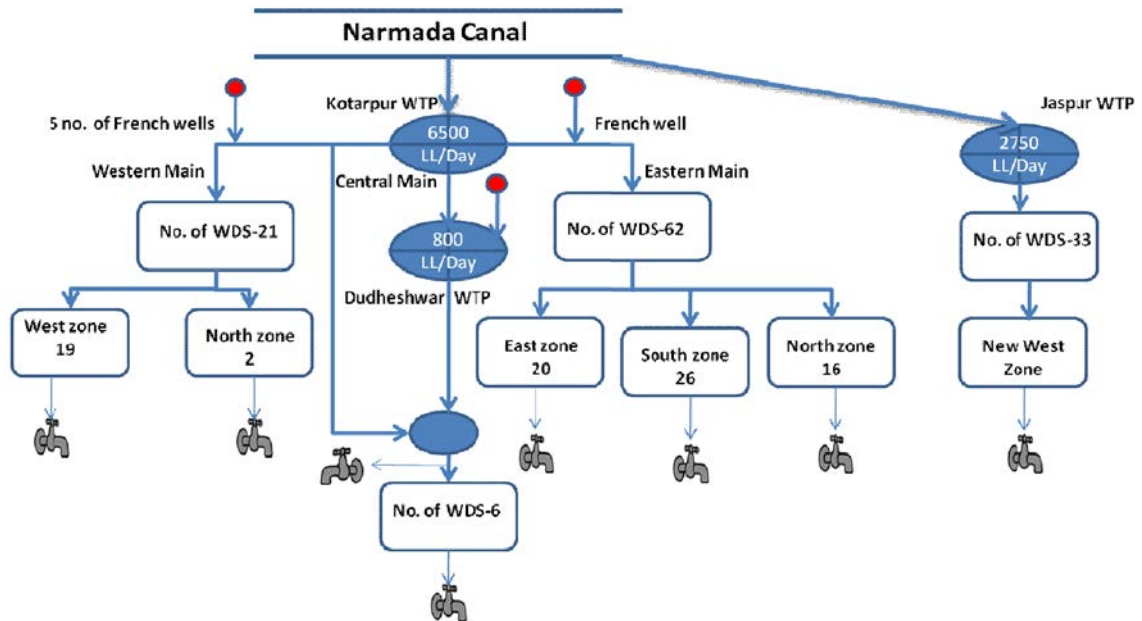 Narmada Canal
Kotarpur WTP
Jaspur WTP
5 no. of French wells
6500
LL/Day
French well
2750
LL/Day
Western Main
Central Main
Eastern Main
No. of WDS-21
800
LL/Day
No. of WDS-62
No. of WDS-33
Dudheshwar WTP
West zone
19
North zone
2
East zone
20
South zone
26
North zone
16
New West
Zone
No. of WDS-6